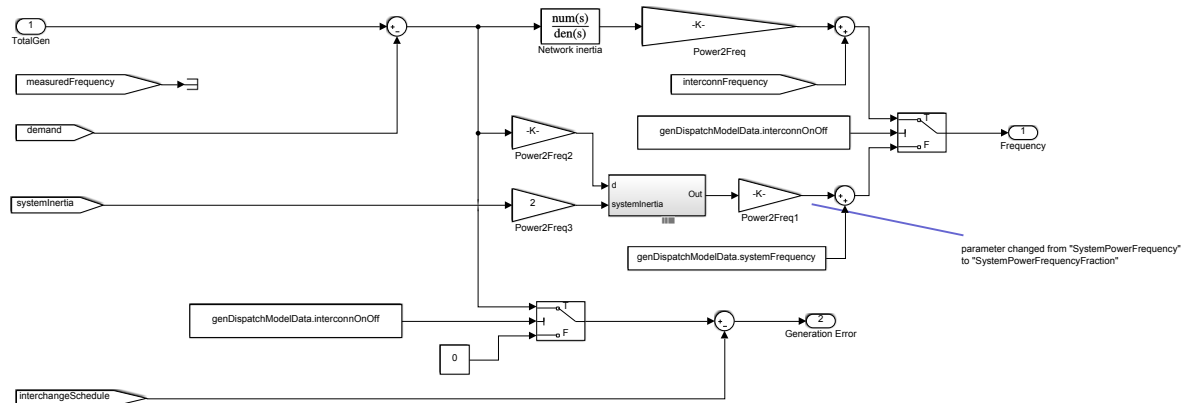 1
TotalGen
num(s)
den(s)
Network inertia
-K-
Power2Freq
measuredFrequency
interconnFrequency
demand
-K-
Power2Freq2
genDispatchModelData.interconnOnOff
T
F
1
Frequency
systemInertia
2
Power2Freq3
d
systemInertia
Out
-K-
Power2Freq1
genDispatchModelData.systemFrequency
parameter changed from "SystemPowerFrequency"
to "SystemPowerFrequencyFraction"
genDispatchModelData.interconnOnOff
T
F
0
2
Generation Error
interchangeSchedule